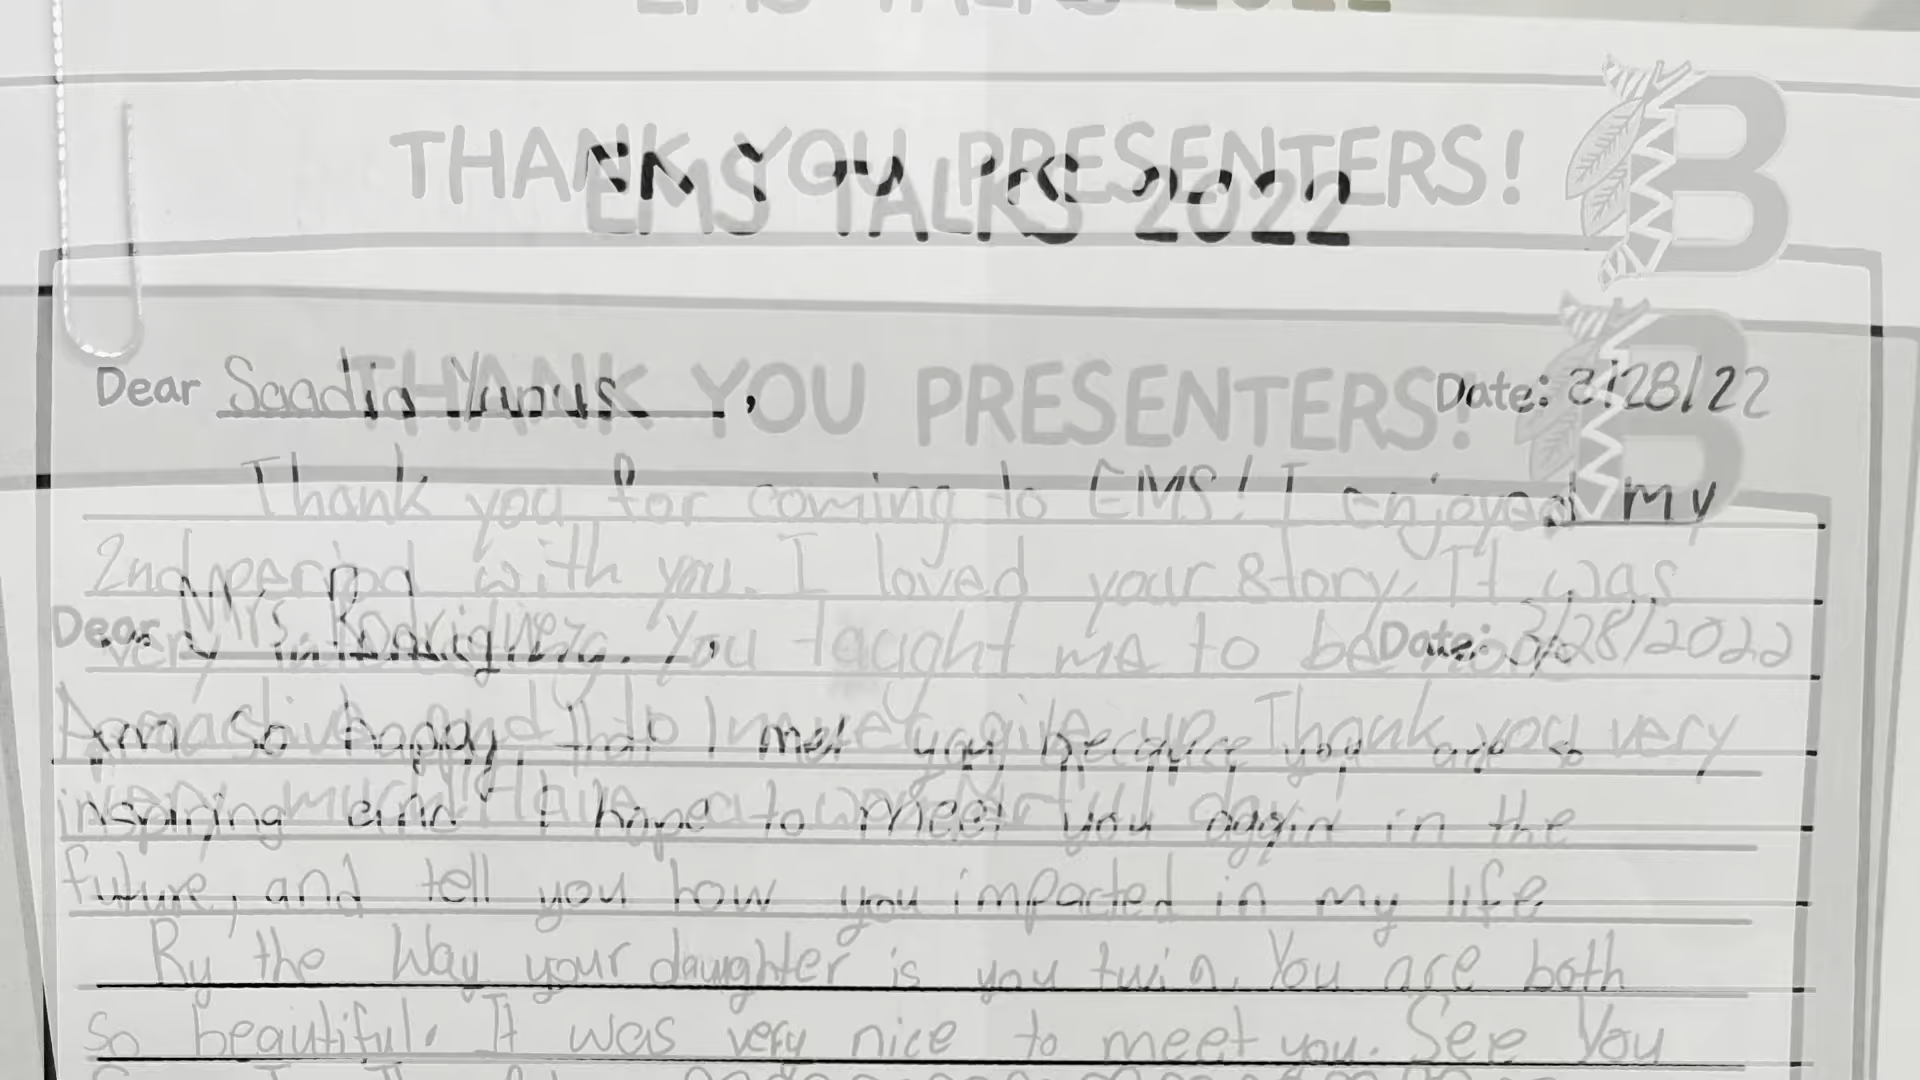 EMS TALKS 2022
THANK YOU PRESENTERS!
EMS TALKS 2022
B
THANK YOU PRESENTERS!
B
Dear Saadia Yunus, Date: 3/28/22
Thank you for coming to EMS! I enjoyed my
2nd period with you. I loved your story. It was
very You taught me to be
Dear Mrs. Rodriguez, Date: 3/28/2022
and to never give up. Thank you very
I am so happy that I met you because you are so
much! Have a wonderful day!
inspiring and I hope to meet you again in the
future, and tell you how you impacted in my life
By the way your daughter is you twin. You are both
so beautiful. It was very nice to meet you. See You